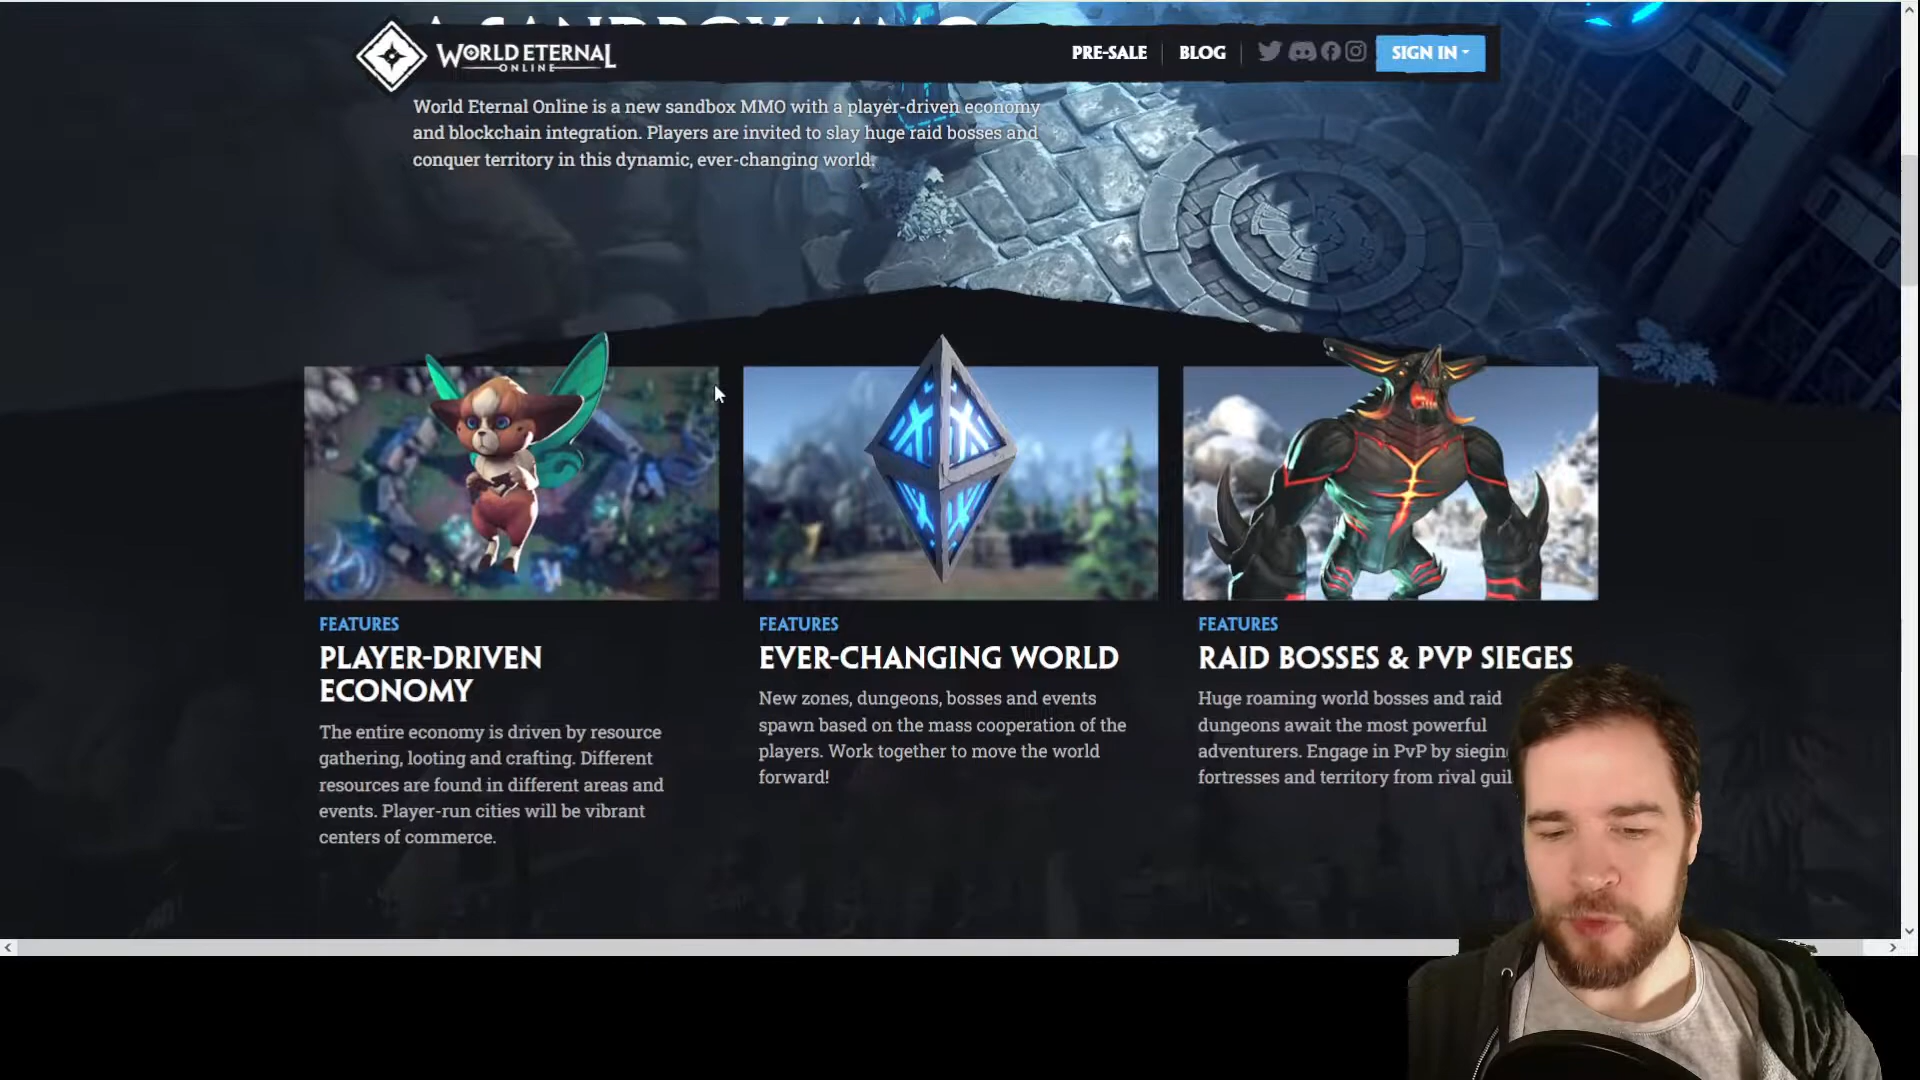 A SANDBOX MMO
WORLD ETERNAL
ONLINE
PRE-SALE
BLOG
SIGN IN
World Eternal Online is a new sandbox MMO with a player-driven economy
and blockchain integration. Players are invited to slay huge raid bosses and
conquer territory in this dynamic, ever-changing world.
FEATURES
PLAYER-DRIVEN
ECONOMY
The entire economy is driven by resource
gathering, looting and crafting. Different
resources are found in different areas and
events. Player-run cities will be vibrant
centers of commerce.
FEATURES
EVER-CHANGING WORLD
New zones, dungeons, bosses and events
spawn based on the mass cooperation of the
players. Work together to move the world
forward!
FEATURES
RAID BOSSES & PVP SIEGES
Huge roaming world bosses and raid
dungeons await the most powerful
adventurers. Engage in PvP by siegin
fortresses and territory from rival guil